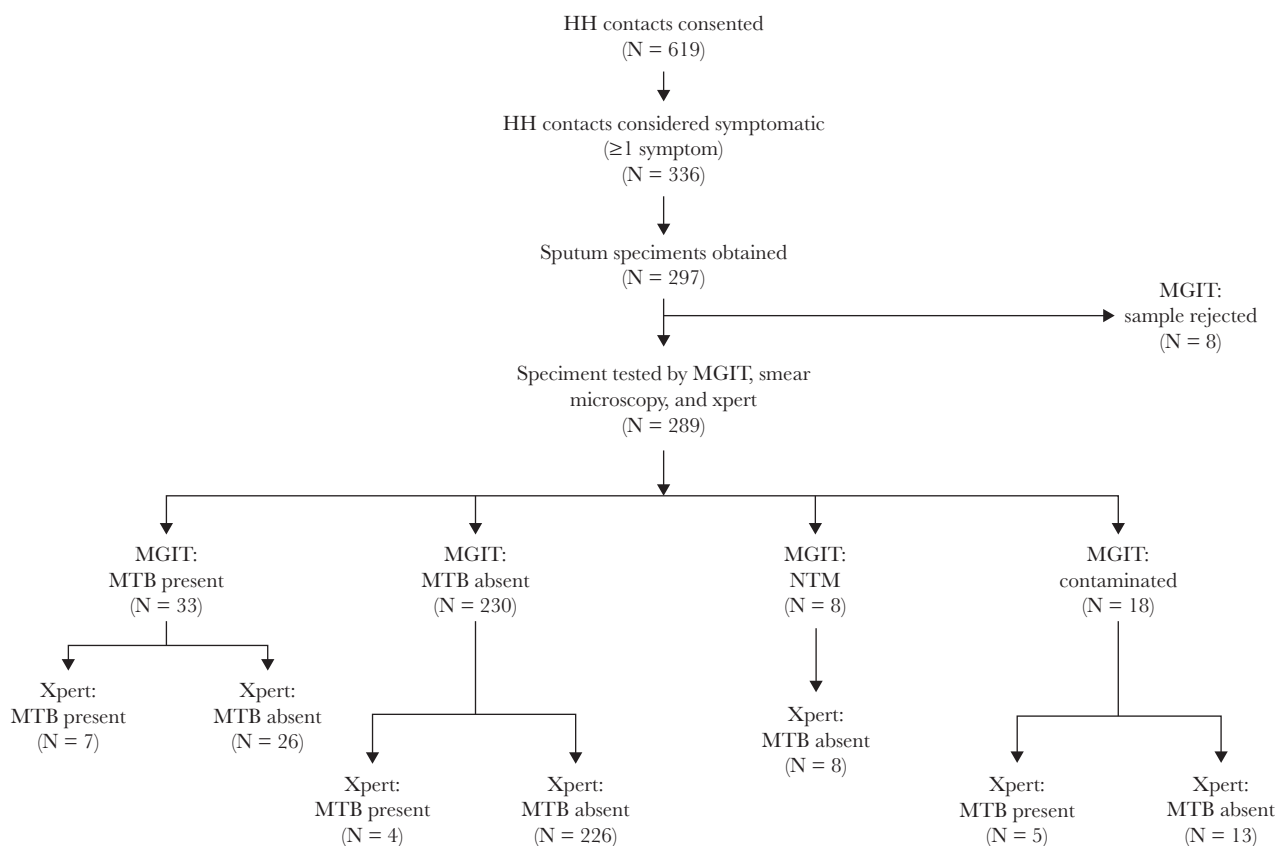 HH contacts consented
(N = 619)
HH contacts considered symptomatic
(≥1 symptom)
(N = 336)
Sputum speciments obtained
(N = 297)
MGIT:
sample rejected
(N = 8)
Speciment tested by MGIT, smear
microscopy, and xpert
(N = 289)
MGIT:
MTB present
(N = 33)
MGIT:
MTB absent
(N = 230)
MGIT:
NTM
(N = 8)
MGIT:
contaminated
(N = 18)
Xpert:
MTB present
(N = 7)
Xpert:
MTB absent
(N = 26)
Xpert:
MTB present
(N = 4)
Xpert:
MTB absent
(N = 226)
Xpert:
MTB absent
(N = 8)
Xpert:
MTB present
(N = 5)
Xpert:
MTB absent
(N = 13)